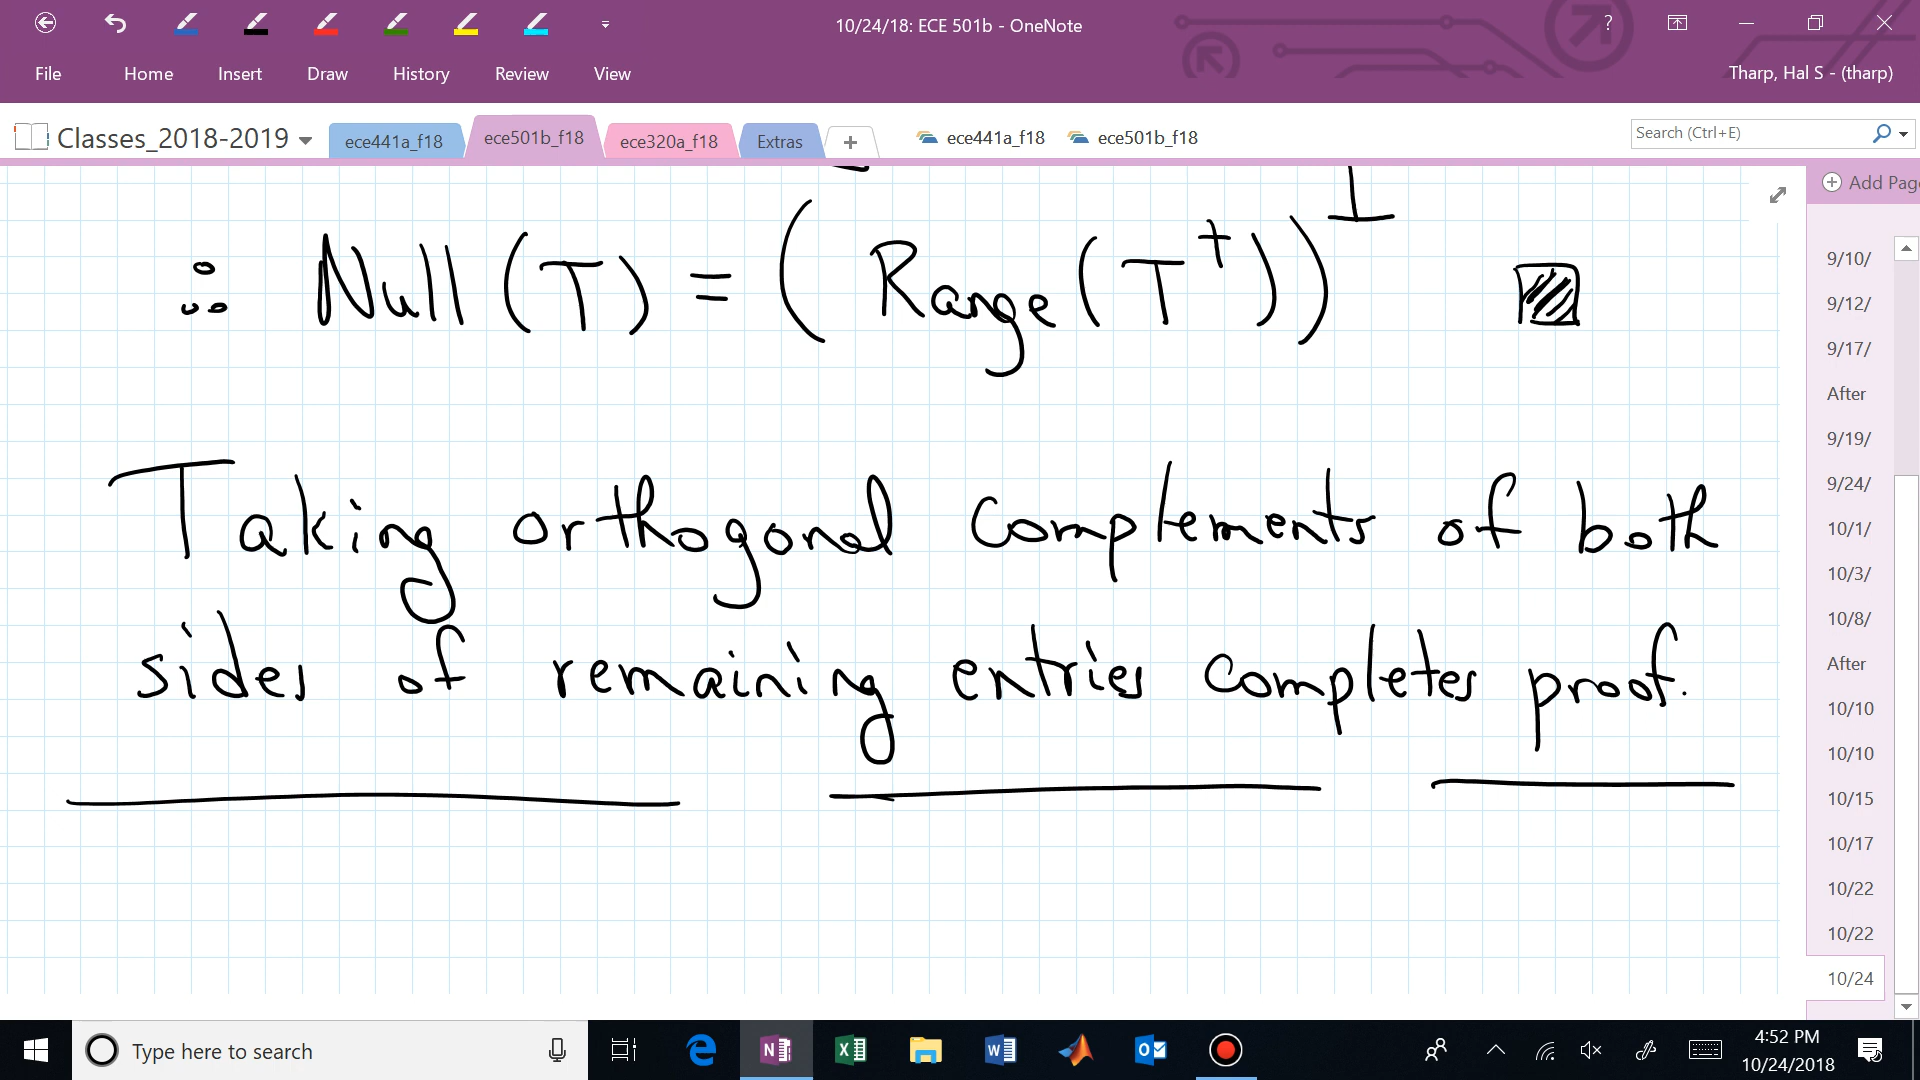 10/24/18: ECE 501b - OneNote
?
File Home Insert Draw History Review View
Tharp, Hal S - (tharp)
Classes_2018-2019
ece441a_f18 ece501b_f18 ece320a_f18 Extras
ece441a_f18 ece501b_f18
Search (Ctrl+E)
Add Pag
∴ Null(T) = (Range(T†))⊥
Taking orthogonal complements of both
sides of remaining entries completes proof.
9/10/
9/12/
9/17/
After
9/19/
9/24/
10/1/
10/3/
10/8/
After
10/10
10/10
10/15
10/17
10/22
10/22
10/24
Type here to search
4:52 PM
10/24/2018